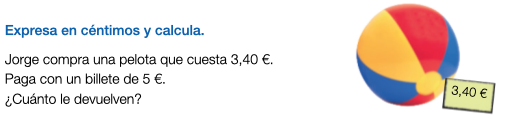 Expresa en céntimos y calcula.
Jorge compra una pelota que cuesta 3,40 €.
Paga con un billete de 5 €.
¿Cuánto le devuelven?
3,40 €